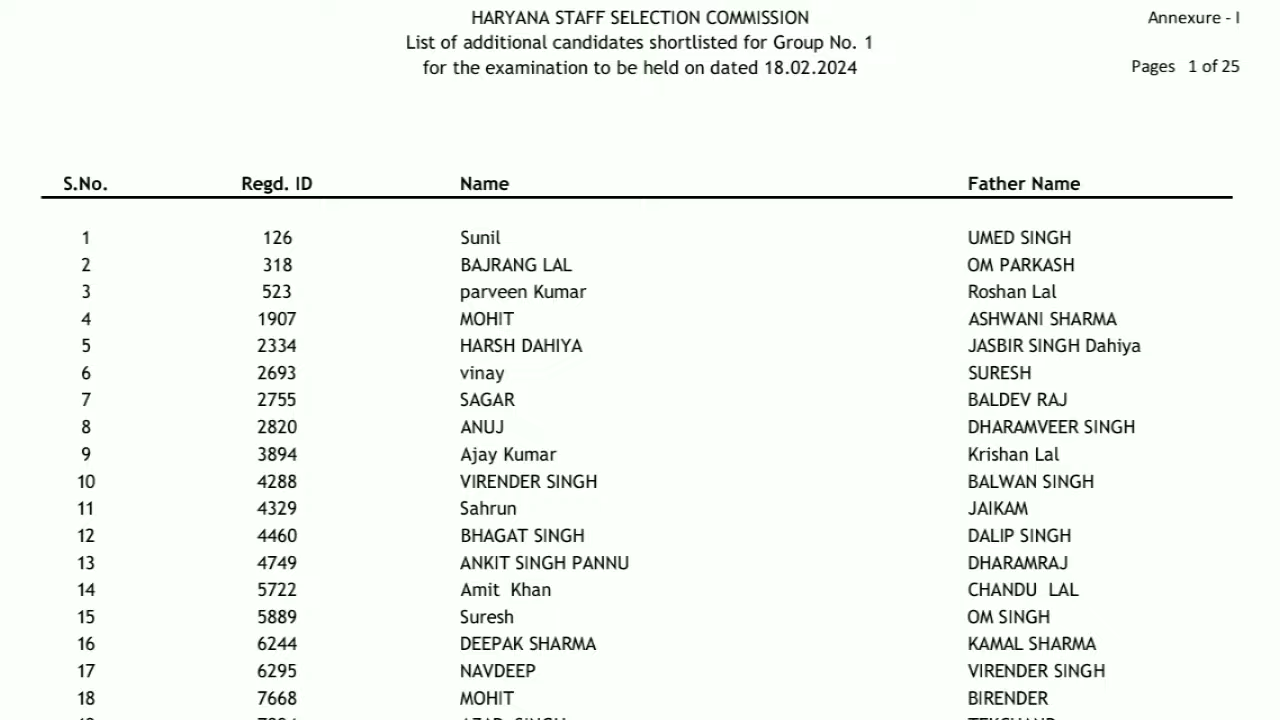 HARYANA STAFF SELECTION COMMISSION Annexure - I
List of additional candidates shortlisted for Group No. 1
for the examination to be held on dated 18.02.2024 Pages 1 of 25
S.No. Regd. ID Name Father Name
1 126 Sunil UMED SINGH
2 318 BAJRANG LAL OM PARKASH
3 523 parveen Kumar Roshan Lal
4 1907 MOHIT ASHWANI SHARMA
5 2334 HARSH DAHIYA JASBIR SINGH Dahiya
6 2693 vinay SURESH
7 2755 SAGAR BALDEV RAJ
8 2820 ANUJ DHARAMVEER SINGH
9 3894 Ajay Kumar Krishan Lal
10 4288 VIRENDER SINGH BALWAN SINGH
11 4329 Sahrun JAIKAM
12 4460 BHAGAT SINGH DALIP SINGH
13 4749 ANKIT SINGH PANNU DHARAMRAJ
14 5722 Amit Khan CHANDU LAL
15 5889 Suresh OM SINGH
16 6244 DEEPAK SHARMA KAMAL SHARMA
17 6295 NAVDEEP VIRENDER SINGH
18 7668 MOHIT BIRENDER